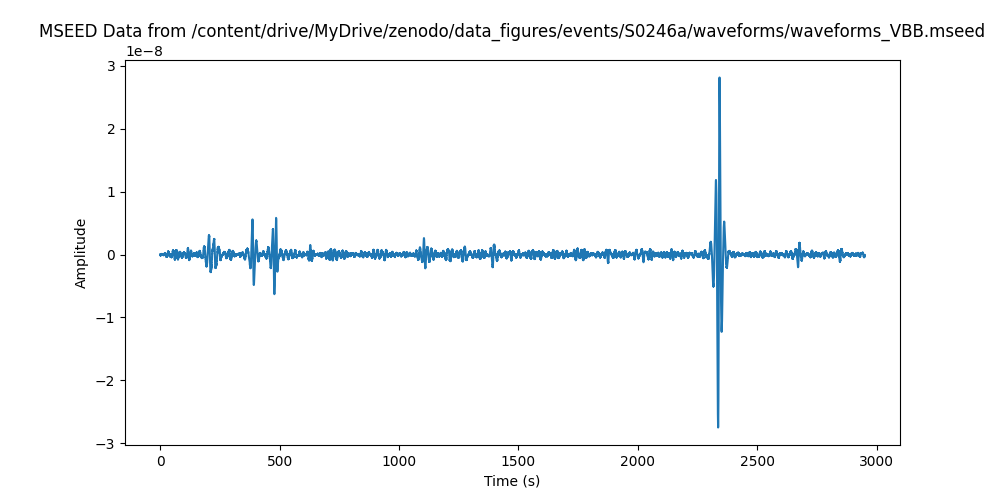 MSEED Data from /content/drive/MyDrive/zenodo/data_figures/events/S0246a/waveforms/waveforms_VBB.mseed
1e−8
3
2
1
0
−1
−2
−3
Amplitude
0 500 1000 1500 2000 2500 3000
Time (s)